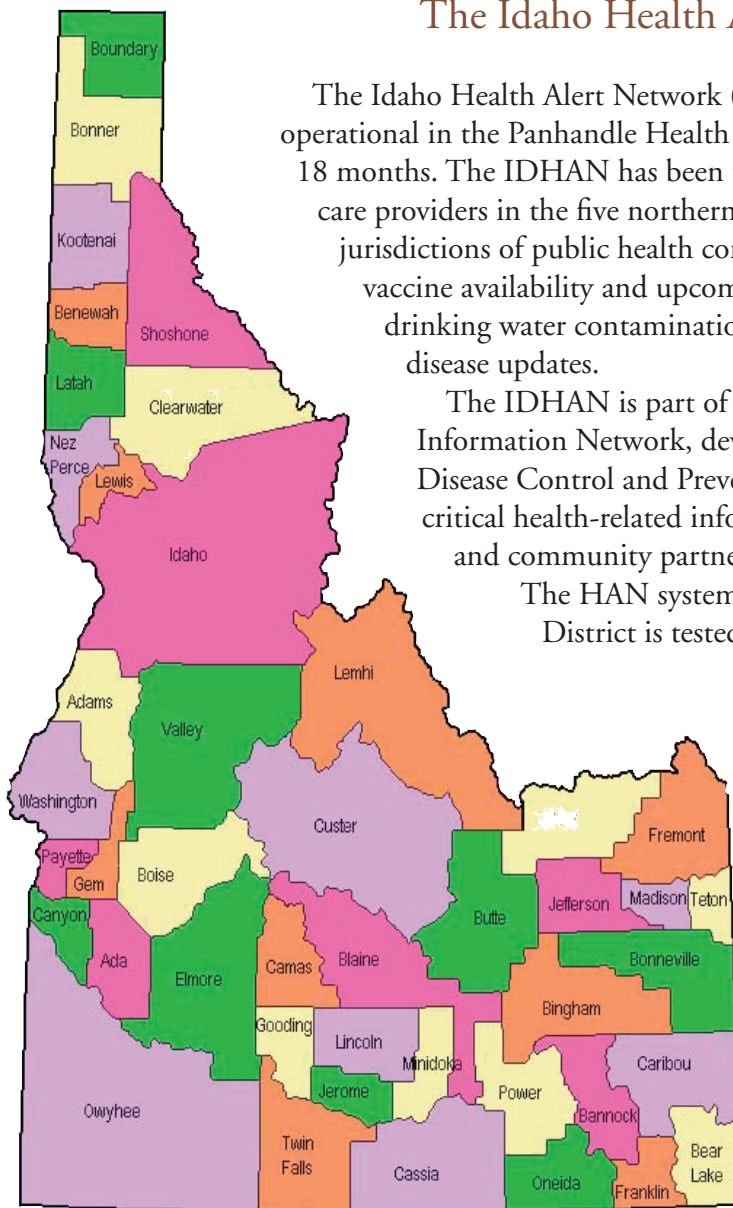 The Idaho Health A
The Idaho Health Alert Network (
operational in the Panhandle Health
18 months. The IDHAN has been
care providers in the five northern
jurisdictions of public health con
vaccine availability and upcom
drinking water contamination
disease updates.
The IDHAN is part of
Information Network, dev
Disease Control and Preve
critical health-related info
and community partne
The HAN system
District is tested
Boundary
Bonner
Kootenai
Benewah
Shoshone
Latah
Clearwater
Nez
Perce
Lewis
Idaho
Lemhi
Adams
Valley
Washington
Custer
Fremont
Payette
Gem
Boise
Canyon
Butte
Jefferson
Madison
Teton
Ada
Elmore
Camas
Blaine
Bonneville
Bingham
Gooding
Lincoln
Minidoka
Caribou
Jerome
Power
Bannock
Owyhee
Twin
Falls
Cassia
Oneida
Franklin
Bear
Lake